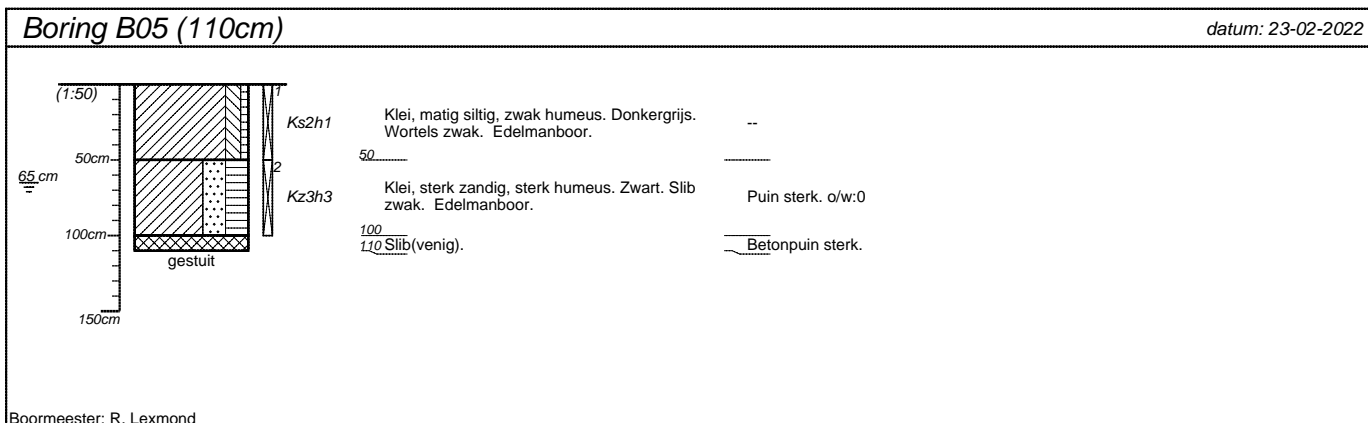 Boring B05 (110cm)
datum: 23-02-2022
(1:50)
1
Ks2h1
Klei, matig siltig, zwak humeus. Donkergrijs.
Wortels zwak. Edelmanboor.
--
50cm
50
2
65 cm
Kz3h3
Klei, sterk zandig, sterk humeus. Zwart. Slib
zwak. Edelmanboor.
Puin sterk. o/w:0
100cm
100
110 Slib(venig).
Betonpuin sterk.
gestuit
150cm
Boormeester: R. Lexmond